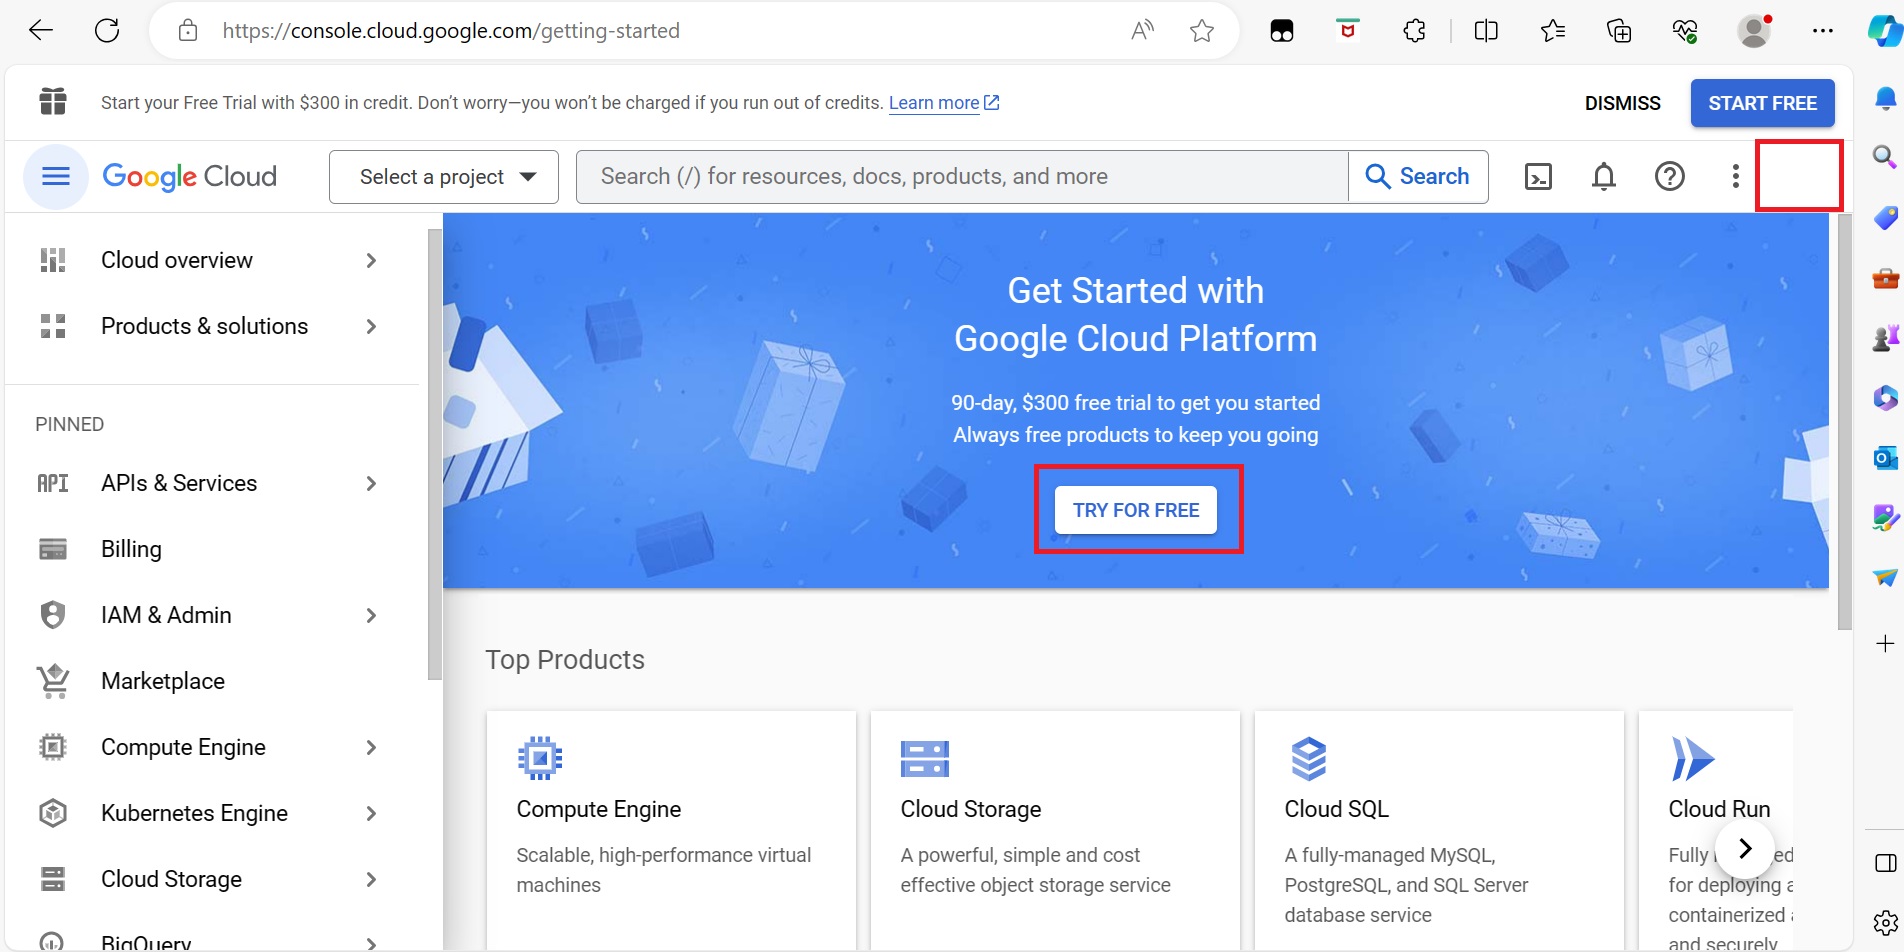 https://console.cloud.google.com/getting-started
Start your Free Trial with $300 in credit. Don’t worry—you won’t be charged if you run out of credits. Learn more
DISMISS
START FREE
Google Cloud
Select a project
Search (/) for resources, docs, products, and more
Search
Cloud overview
Products & solutions
PINNED
API APIs & Services
Billing
IAM & Admin
Marketplace
Compute Engine
Kubernetes Engine
Cloud Storage
BigQuery
Get Started with
Google Cloud Platform
90-day, $300 free trial to get you started
Always free products to keep you going
TRY FOR FREE
Top Products
Compute Engine
Scalable, high-performance virtual
machines
Cloud Storage
A powerful, simple and cost
effective object storage service
Cloud SQL
A fully-managed MySQL,
PostgreSQL, and SQL Server
database service
Cloud Run
Fully
for deploying
containerized
and securely